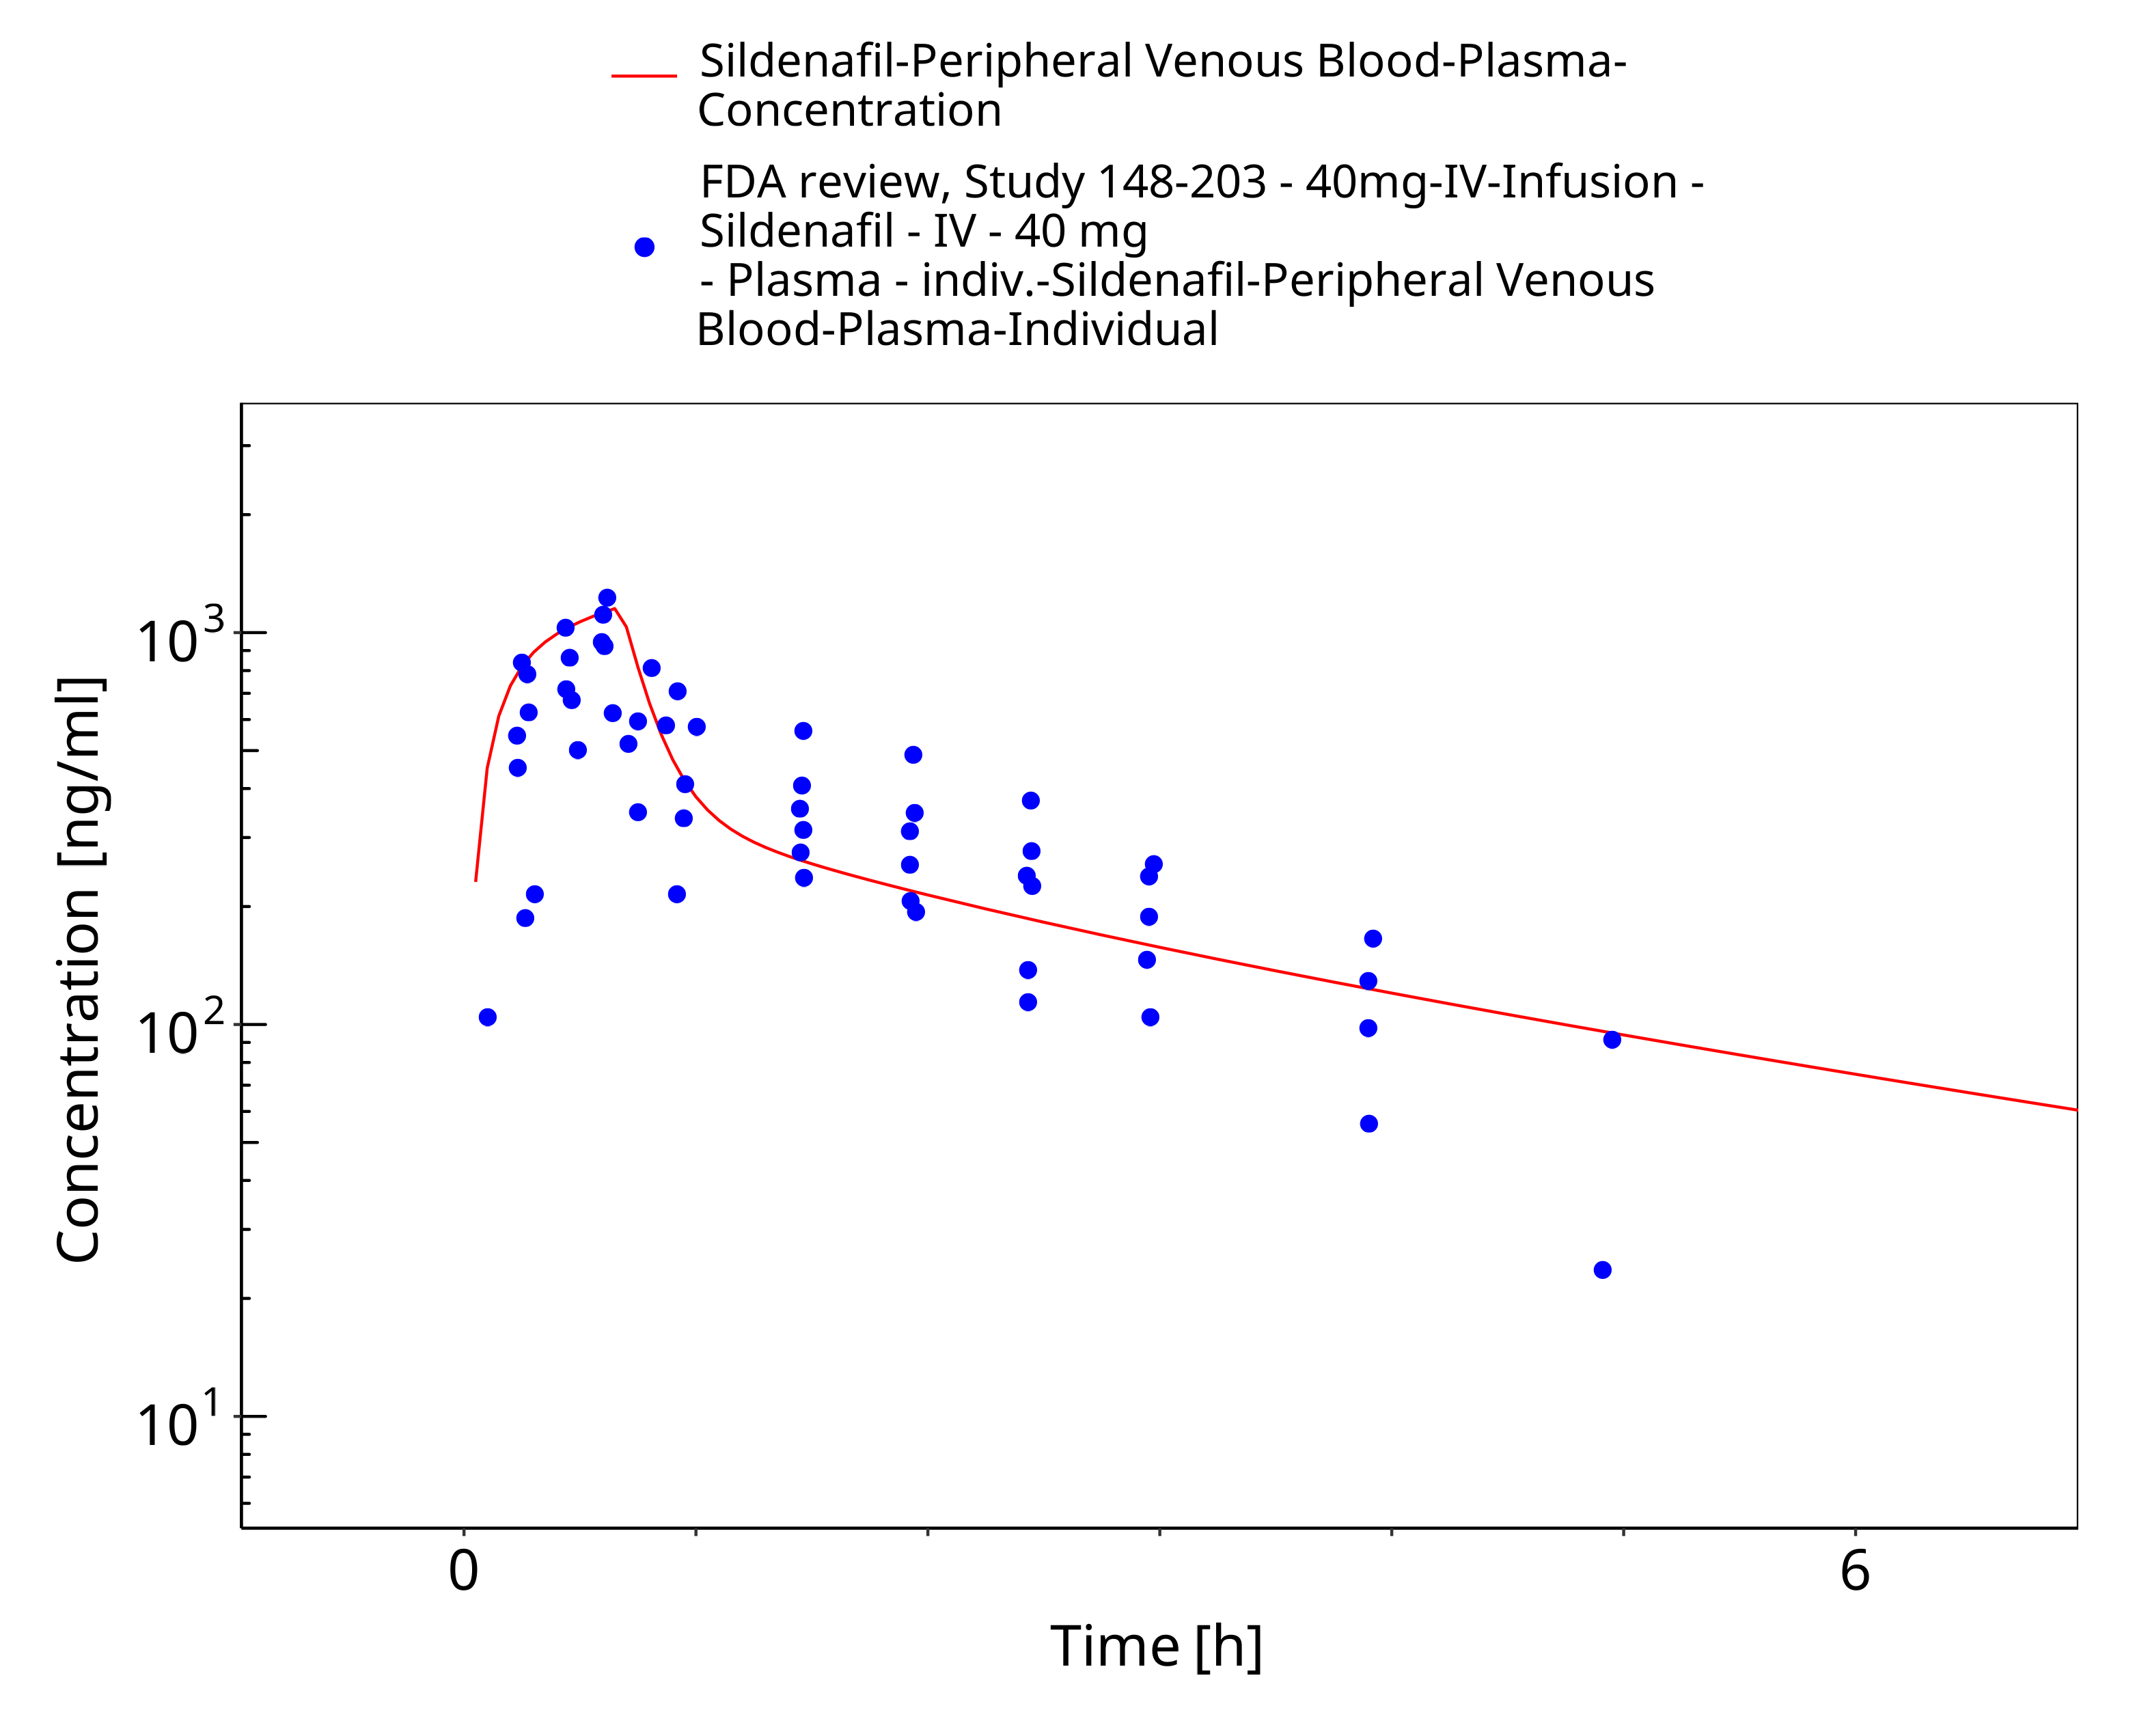 Sildenafil-Peripheral Venous Blood-Plasma-
Concentration
FDA review, Study 148-203 - 40mg-IV-Infusion -
Sildenafil - IV - 40 mg
- Plasma - indiv.-Sildenafil-Peripheral Venous
Blood-Plasma-Individual
Concentration [ng/ml]
10³
10²
10¹
0 6
Time [h]